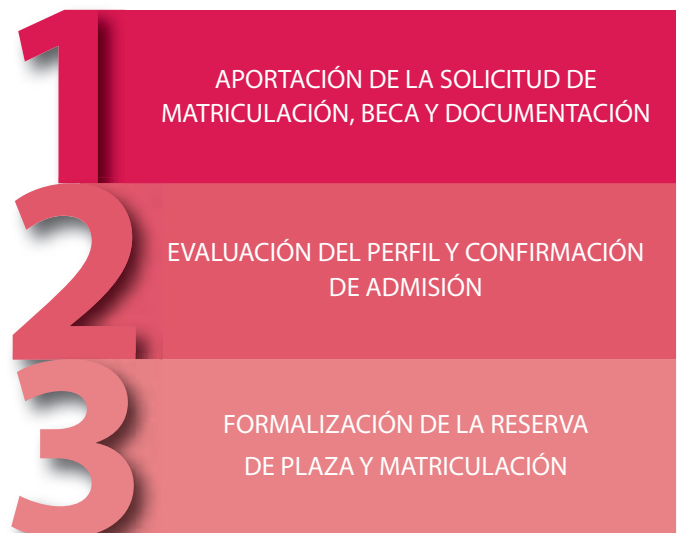 1
APORTACIÓN DE LA SOLICITUD DE
MATRICULACIÓN, BECA Y DOCUMENTACIÓN
2
EVALUACIÓN DEL PERFIL Y CONFIRMACIÓN
DE ADMISIÓN
3
FORMALIZACIÓN DE LA RESERVA
DE PLAZA Y MATRICULACIÓN